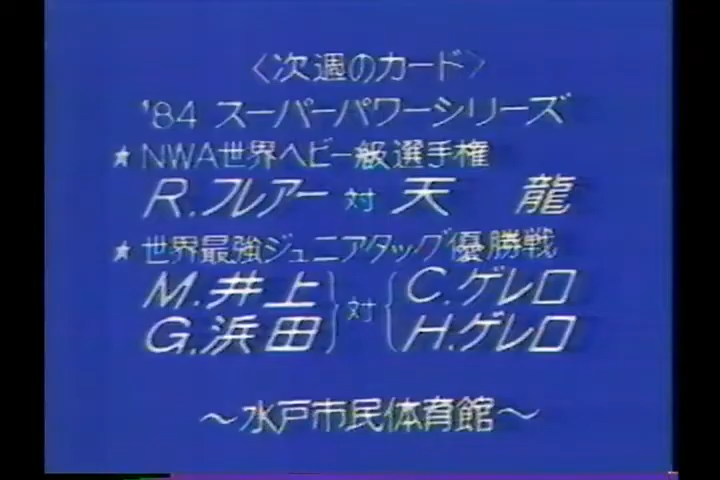 〈次週のカード〉
'84 スーパーパワーシリーズ
★NWA世界ヘビー級選手権
R.フレアー 対 天 龍
★世界最強ジュニアタッグ優勝戦
M.井上 G.浜田 対 C.ゲレロ H.ゲレロ
～水戸市民体育館～